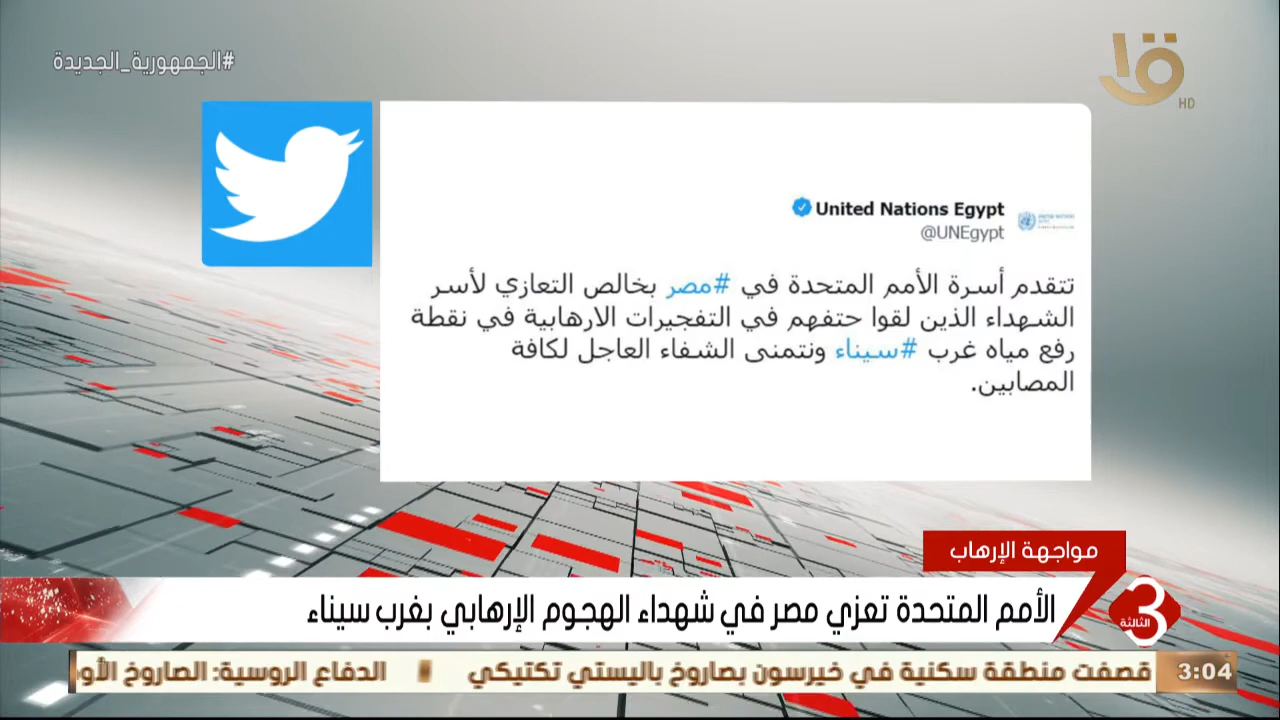 #الجمهورية_الجديدة
HD
United Nations Egypt
@UNEgypt
تتقدم أسرة الأمم المتحدة في #مصر بخالص التعازي لأسر
الشهداء الذين لقوا حتفهم في التفجيرات الارهابية في نقطة
رفع مياه غرب #سيناء ونتمنى الشفاء العاجل لكافة
المصابين.
مواجهة الإرهاب
الأمم المتحدة تعزي مصر في شهداء الهجوم الإرهابي بغرب سيناء
3 الثالثة
3:04 قصفت منطقة سكنية في خيرسون بصاروخ باليستي تكتيكي الدفاع الروسية: الصاروخ الأو